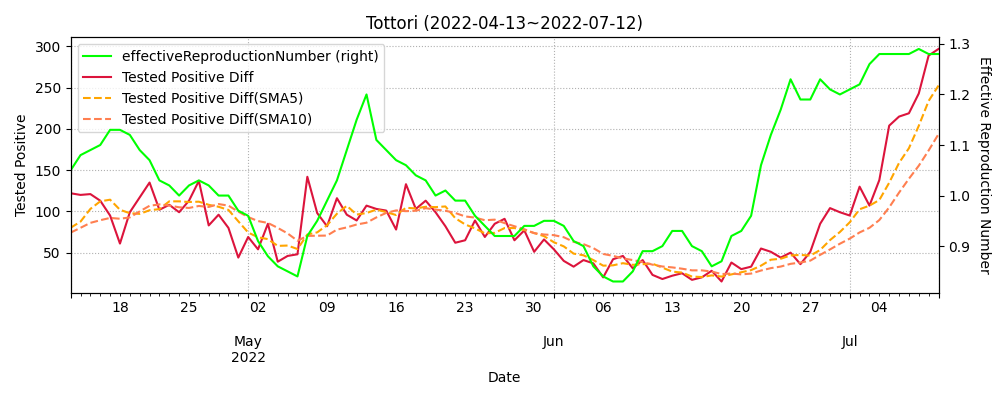 Tottori (2022-04-13~2022-07-12)
effectiveReproductionNumber (right)
Tested Positive Diff
Tested Positive Diff(SMA5)
Tested Positive Diff(SMA10)
Tested Positive
300
250
200
150
100
50
1.3
1.2
1.1
1.0
0.9
Effective Reproduction Number
18 25 02 09 16 23 30 06 13 20 27 04
May Jun Jul
2022
Date